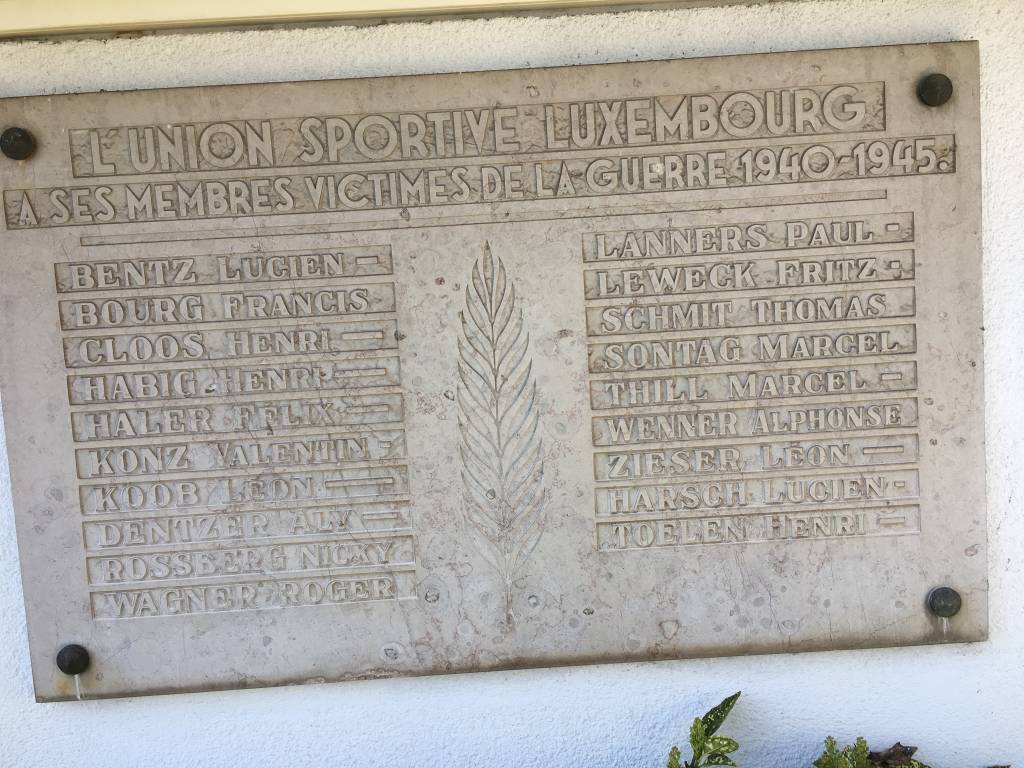 L'UNION SPORTIVE LUXEMBOURG
A SES MEMBRES VICTIMES DE LA GUERRE 1940-1945.
BENTZ LUCIEN -
BOURG FRANCIS
CLOOS HENRI —
HABIG HENRI —
HALER FELIX —
KONZ VALENTIN -
KOOB LÉON —
DENTZER ALY —
ROSSBERG NICKY
WAGNER ROGER
LANNERS PAUL -
LEWECK FRITZ -
SCHMIT THOMAS
SONTAG MARCEL
THILL MARCEL -
WENNER ALPHONSE
ZIESER LÉON —
HARSCH LUCIEN -
TOELEN HENRI —